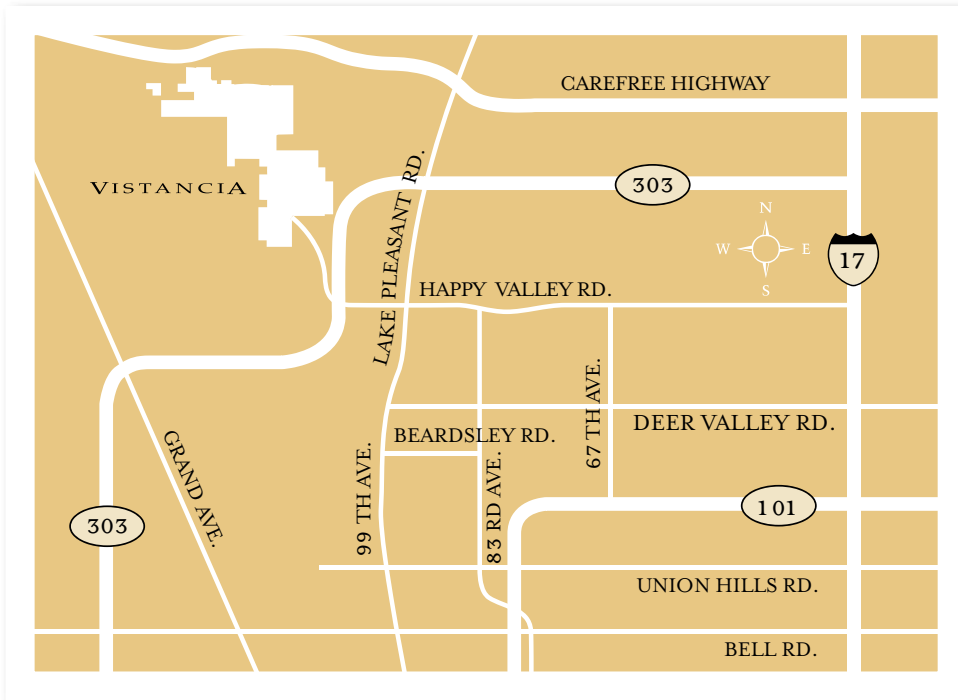 CAREFREE HIGHWAY
LAKE PLEASANT RD.
303
VISTANCIA
N
W E
S
17
HAPPY VALLEY RD.
67 TH AVE.
DEER VALLEY RD.
BEARDSLEY RD.
GRAND AVE.
99 TH AVE.
83 RD AVE.
101
303
UNION HILLS RD.
BELL RD.